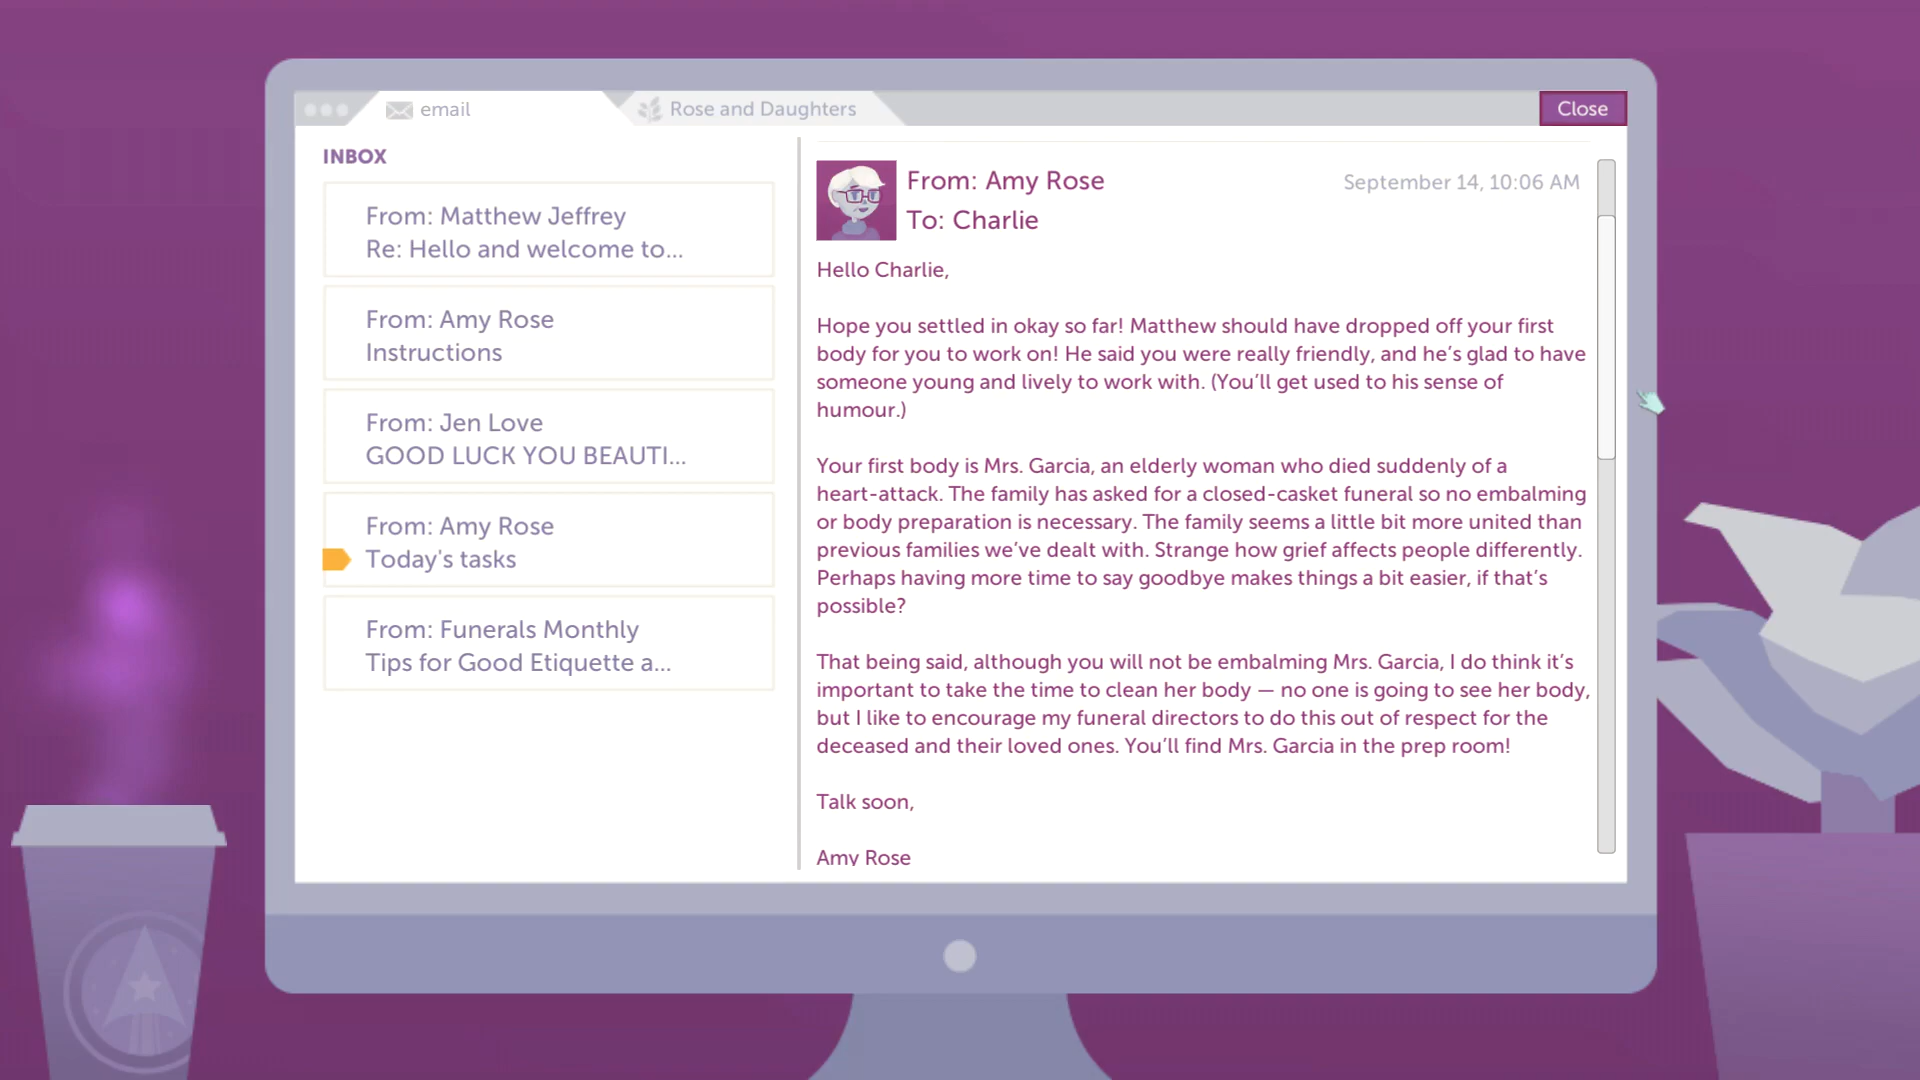 email
Rose and Daughters
Close
INBOX
From: Matthew Jeffrey
Re: Hello and welcome to...
From: Amy Rose
Instructions
From: Jen Love
GOOD LUCK YOU BEAUTI...
From: Amy Rose
Today's tasks
From: Funerals Monthly
Tips for Good Etiquette a...
From: Amy Rose
September 14, 10:06 AM
To: Charlie
Hello Charlie,
Hope you settled in okay so far! Matthew should have dropped off your first
body for you to work on! He said you were really friendly, and he’s glad to have
someone young and lively to work with. (You’ll get used to his sense of
humour.)
Your first body is Mrs. Garcia, an elderly woman who died suddenly of a
heart-attack. The family has asked for a closed-casket funeral so no embalming
or body preparation is necessary. The family seems a little bit more united than
previous families we’ve dealt with. Strange how grief affects people differently.
Perhaps having more time to say goodbye makes things a bit easier, if that’s
possible?
That being said, although you will not be embalming Mrs. Garcia, I do think it’s
important to take the time to clean her body — no one is going to see her body,
but I like to encourage my funeral directors to do this out of respect for the
deceased and their loved ones. You’ll find Mrs. Garcia in the prep room!
Talk soon,
Amy Rose